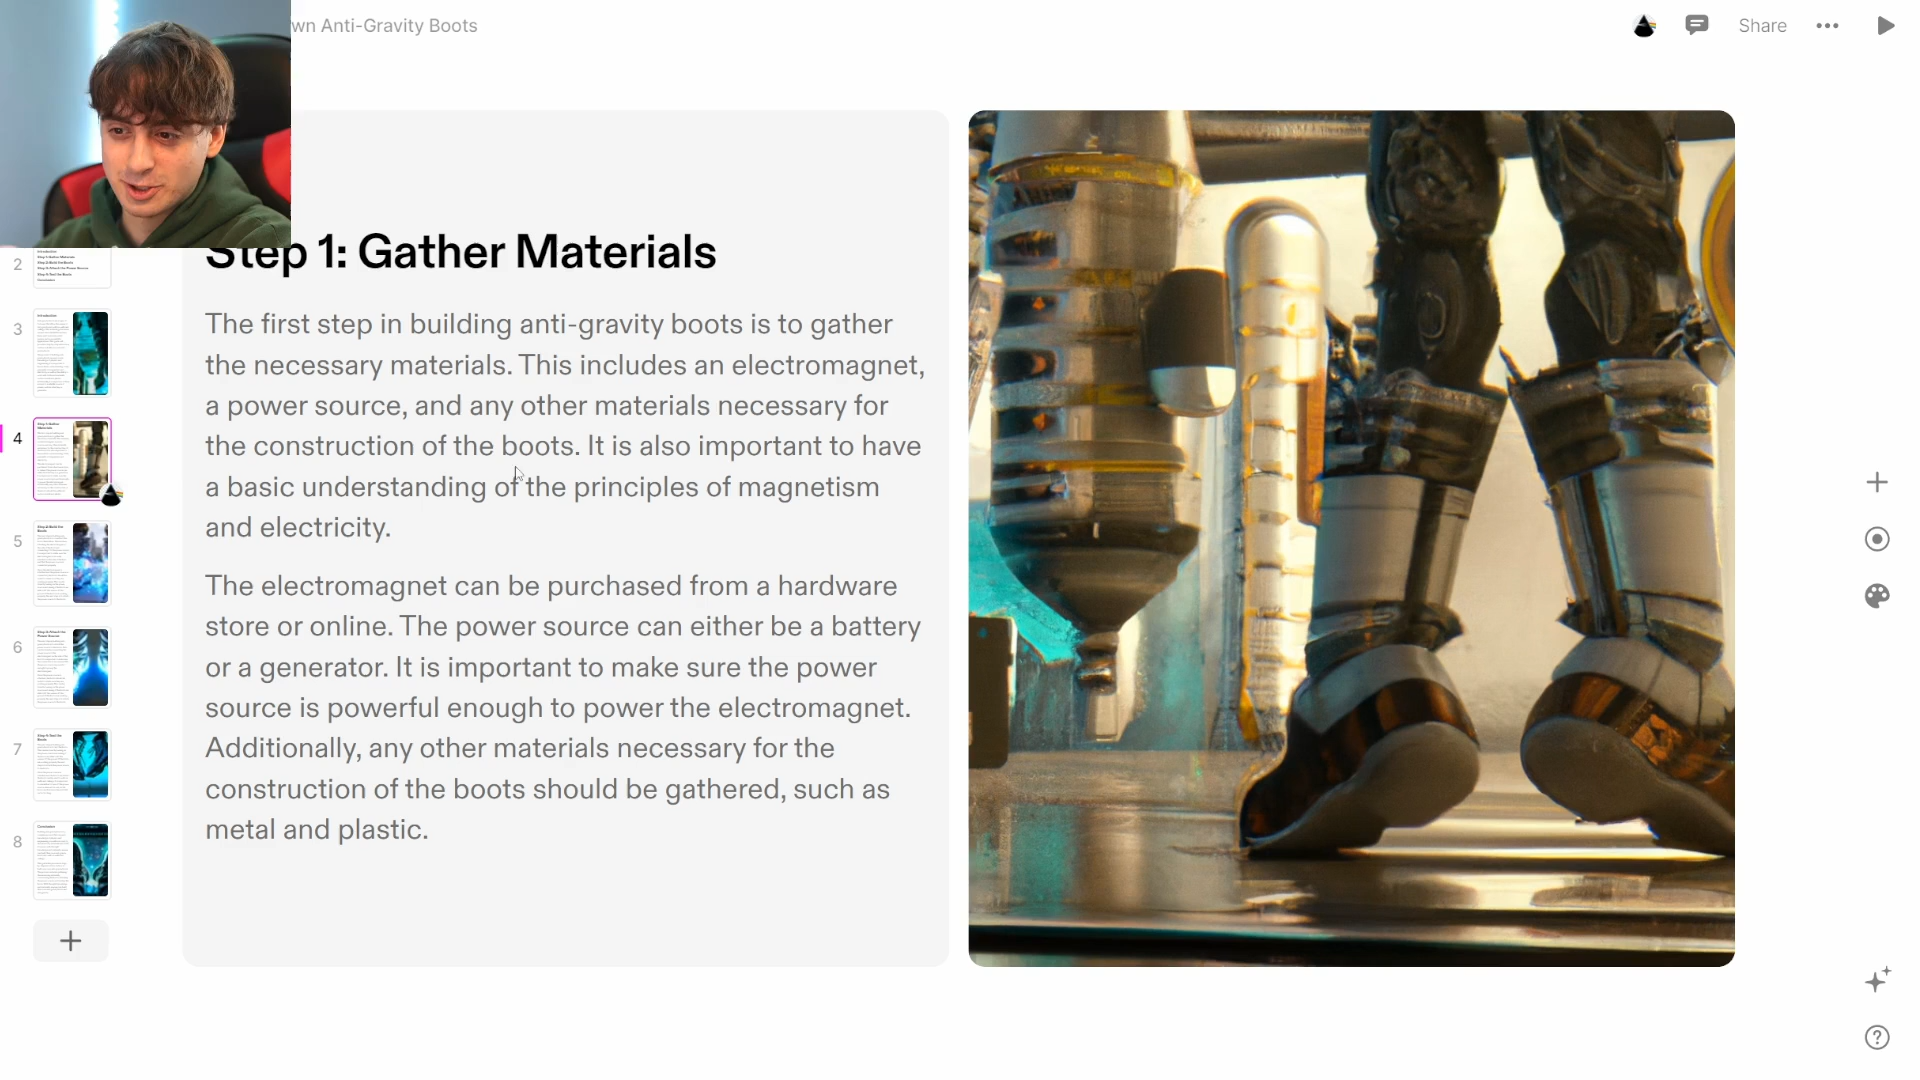 wn Anti-Gravity Boots
Share
Step 1: Gather Materials
The first step in building anti-gravity boots is to gather
the necessary materials. This includes an electromagnet,
a power source, and any other materials necessary for
the construction of the boots. It is also important to have
a basic understanding of the principles of magnetism
and electricity.
The electromagnet can be purchased from a hardware
store or online. The power source can either be a battery
or a generator. It is important to make sure the power
source is powerful enough to power the electromagnet.
Additionally, any other materials necessary for the
construction of the boots should be gathered, such as
metal and plastic.
2
3
4
5
6
7
8